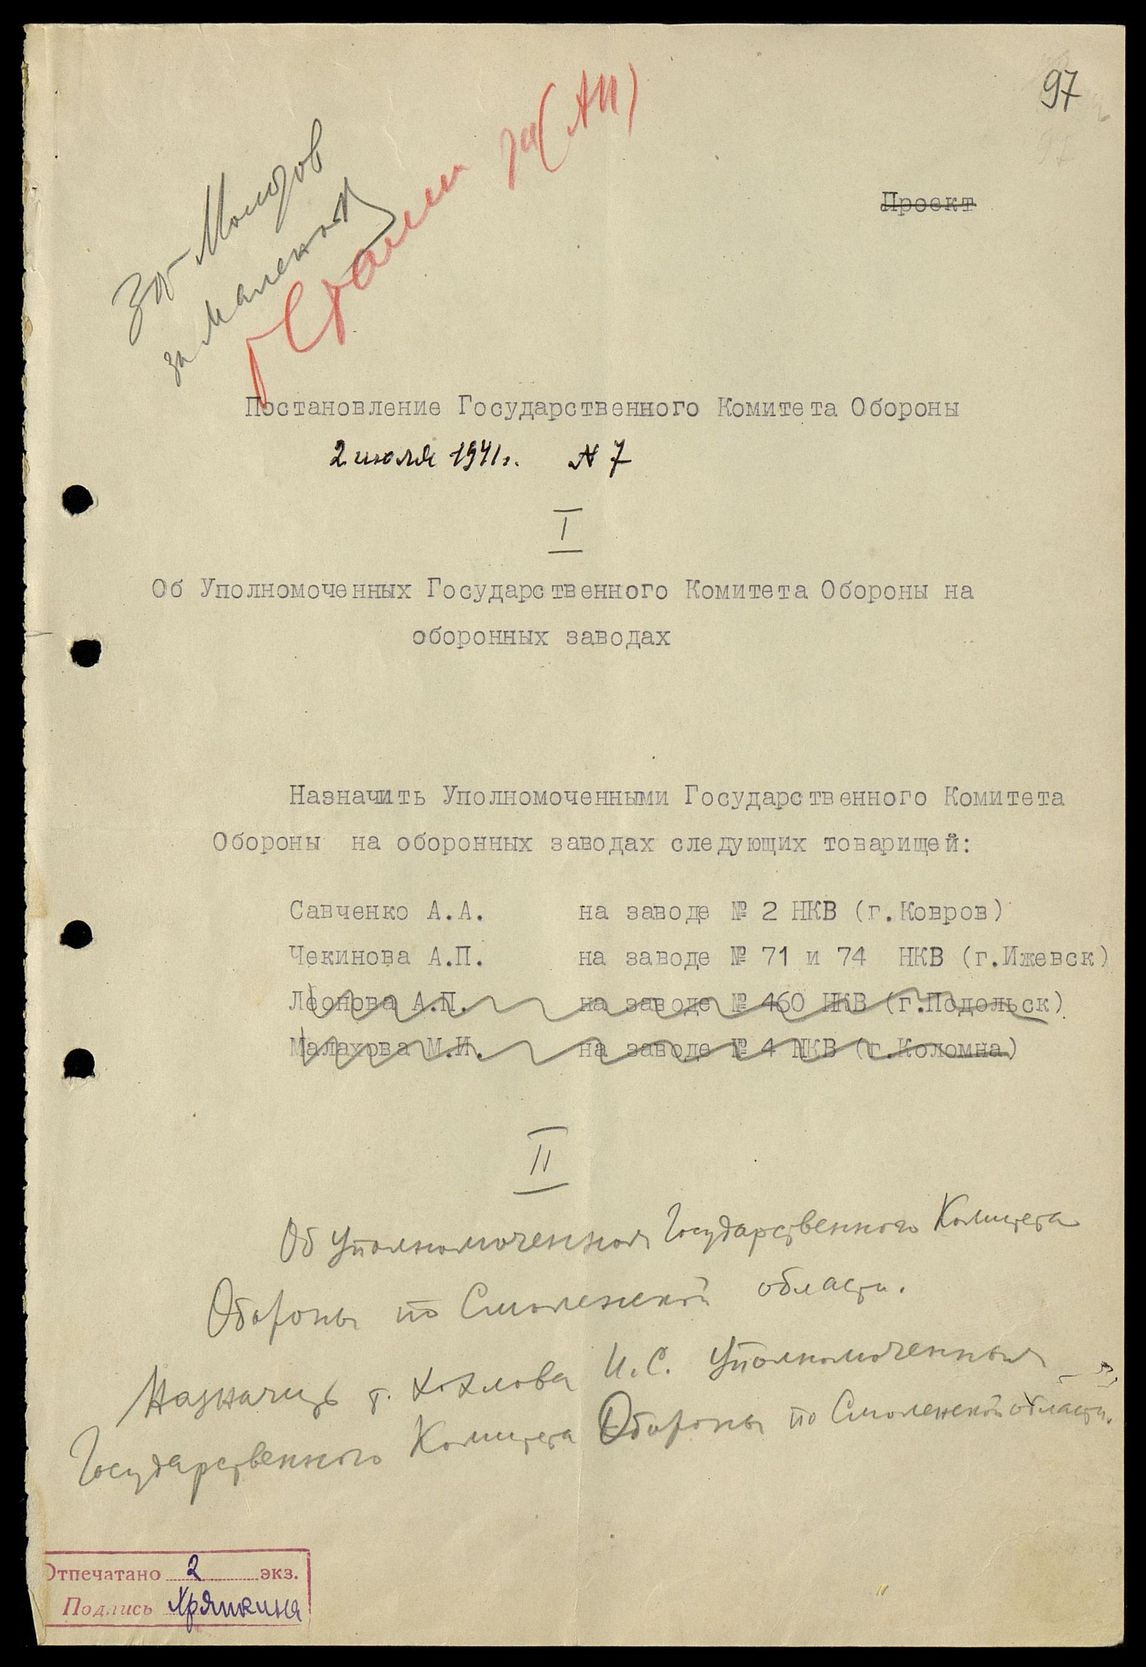 97
Проект
за Молотов
за Маленков
Сталин за (АИ)
Постановление Государственного Комитета Обороны
2 июля 1941г. № 7
I
Об Уполномоченных Государственного Комитета Обороны на
оборонных заводах
Назначить Уполномоченными Государственного Комитета
Обороны на оборонных заводах следующих товарищей:
Савченко А.А. на заводе № 2 НКВ (г.Ковров)
Чекинова А.П. на заводе № 71 и 74 НКВ (г.Ижевск)
Леонова А.П. на заводе № 460 НКВ (г.Подольск)
Малахова М.И. на заводе № 4 НКВ (г.Коломна)
II
Об уполномоченном Государственного Комитета
Обороны по Смоленской области.
Назначить т. Хохлова И.С. Уполномоченным
Государственного Комитета Обороны по Смоленской области.
Отпечатано 2 экз.
Подпись Хряпкина